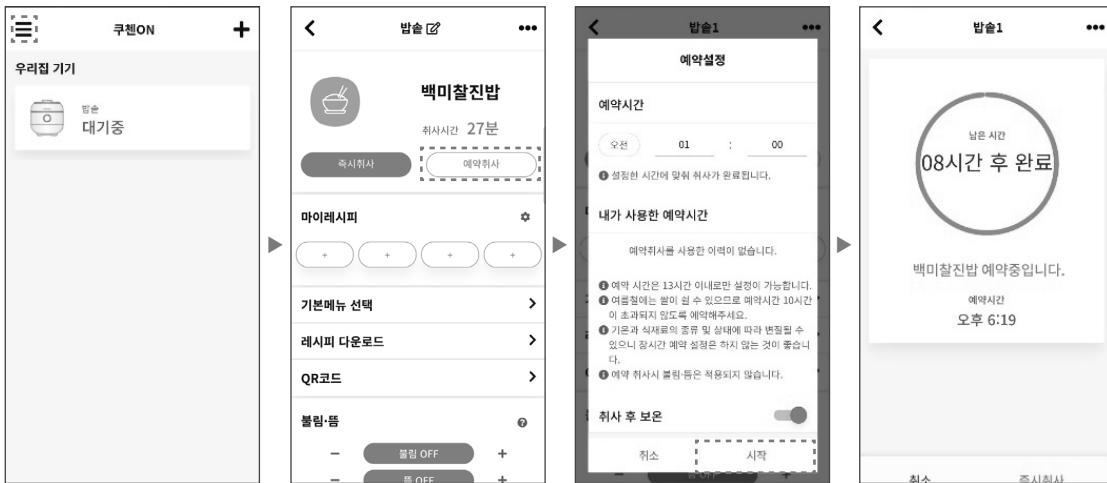 쿠첸ON
우리집 기기
밥솥
대기중
밥솥
백미찰진밥
취사시간 27분
즉시취사
예약취사
마이레시피
기본메뉴 선택
레시피 다운로드
QR코드
불림·뜸
불림 OFF
뜸 OFF
밥솥1
예약설정
예약시간
오전 01 : 00
설정한 시간에 맞춰 취사가 완료됩니다.
내가 사용한 예약시간
예약취사를 사용한 이력이 없습니다.
예약 시간은 13시간 이내로만 설정이 가능합니다.
여름철에는 쌀이 쉴 수 있으므로 예약시간 10시간
이 초과되지 않도록 예약해주세요.
기온과 식재료의 종류 및 상태에 따라 변질될 수
있으니 장시간 예약 설정은 하지 않는 것이 좋습니
다.
예약 취사시 불림·뜸은 적용되지 않습니다.
취사 후 보온
취소
시작
밥솥1
남은 시간
08시간 후 완료
백미찰진밥 예약중입니다.
예약시간
오후 6:19
취소
즉시취사